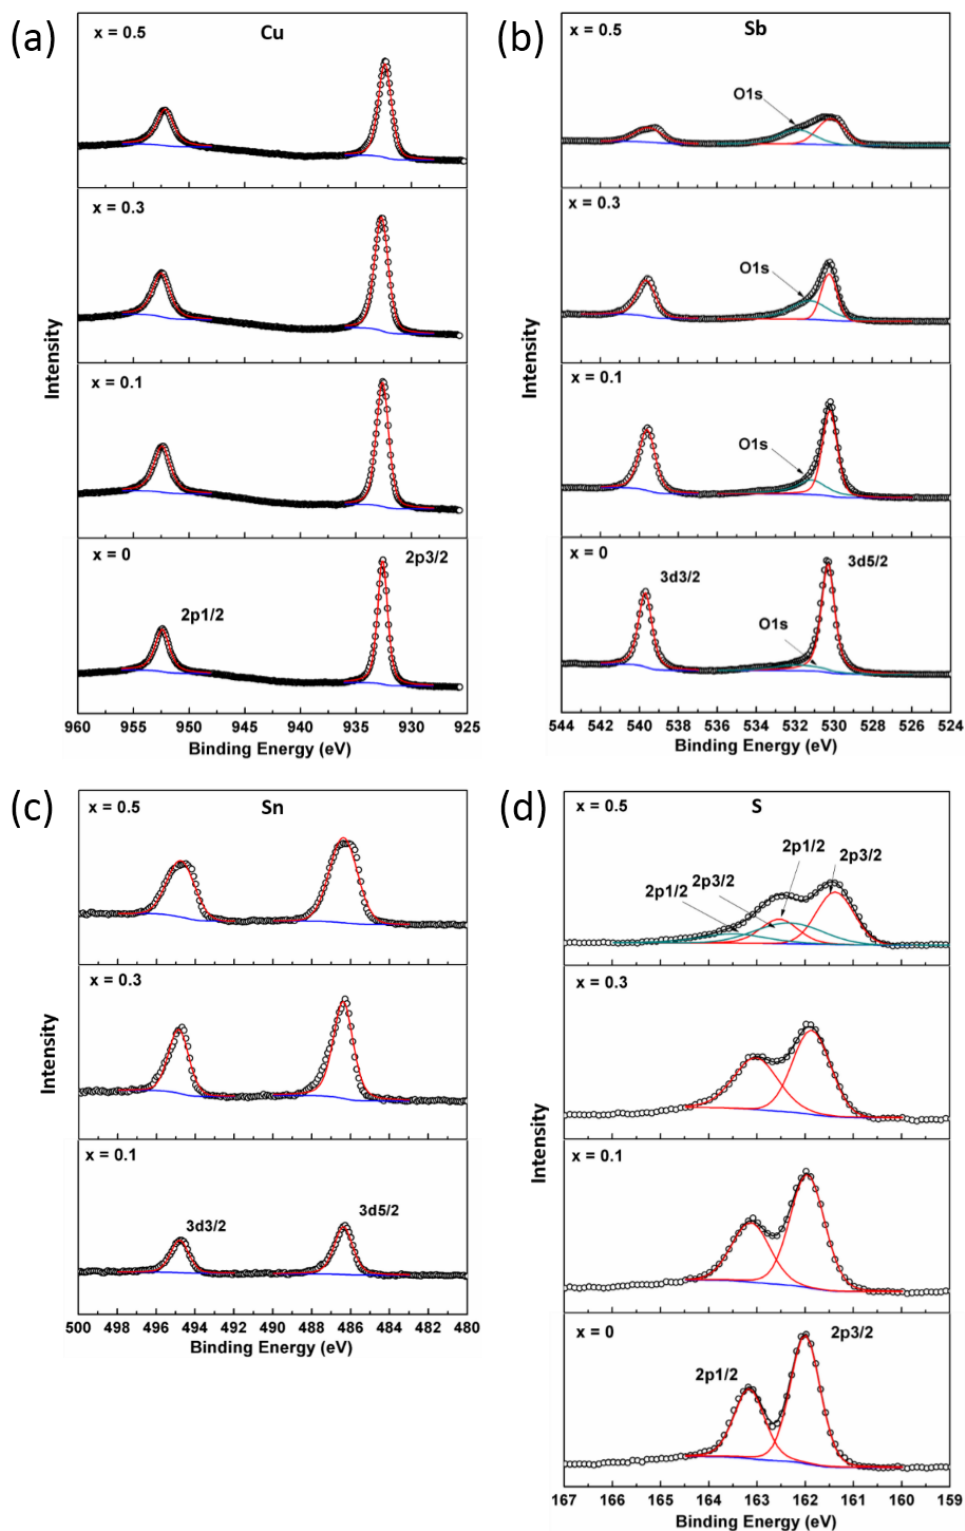 (a)
x = 0.5
Cu
x = 0.3
x = 0.1
x = 0
2p1/2
2p3/2
Intensity
960 955 950 945 940 935 930 925
Binding Energy (eV)
(b)
x = 0.5
Sb
O1s
x = 0.3
O1s
x = 0.1
O1s
x = 0
3d3/2
3d5/2
O1s
Intensity
544 542 540 538 536 534 532 530 528 526 524
Binding Energy (eV)
(c)
x = 0.5
Sn
x = 0.3
x = 0.1
3d3/2
3d5/2
Intensity
500 498 496 494 492 490 488 486 484 482 480
Binding Energy (eV)
(d)
x = 0.5
S
2p1/2
2p3/2
2p1/2
2p3/2
x = 0.3
x = 0.1
x = 0
2p1/2
2p3/2
Intensity
167 166 165 164 163 162 161 160 159
Binding Energy (eV)